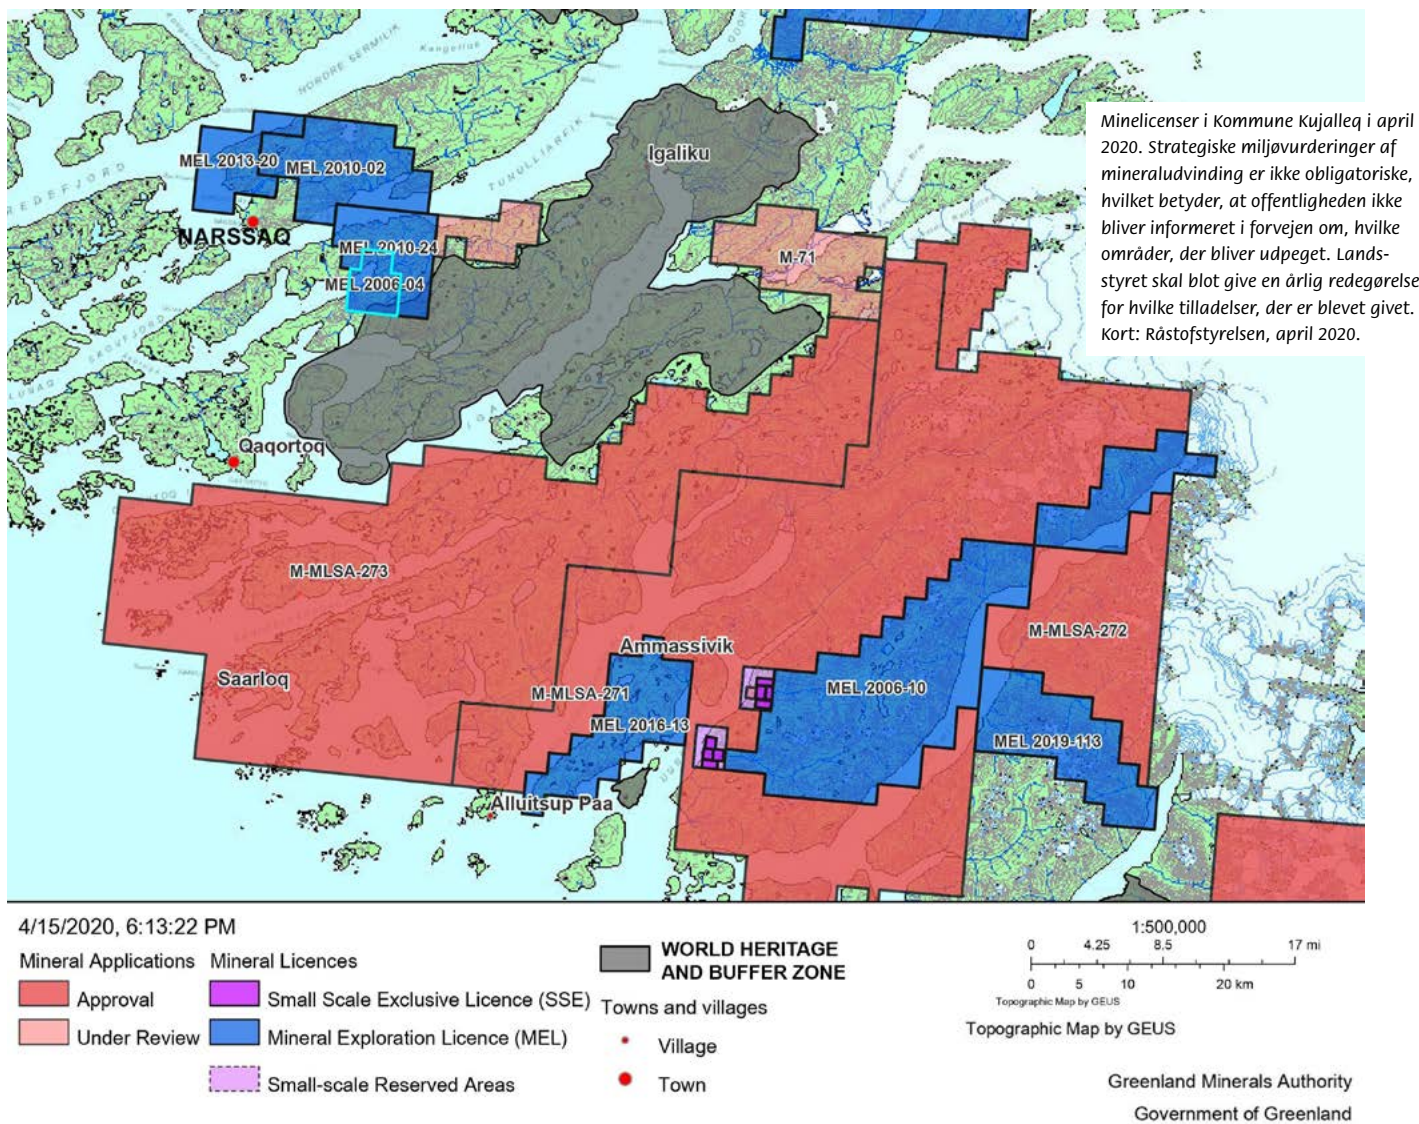 NORDRE SERMILIK
Kangerluk
TUNULLIARFIK
REDEFJORD
Igaliku
MEL 2013-20
MEL 2010-02
NARSSAQ
MEL 2010-24
MEL 2006-04
M-71
Qaqortoq
M-MLSA-273
Ammassivik
M-MLSA-272
Saarloq
M-MLSA-271
MEL 2006-10
MEL 2016-13
MEL 2019-113
Alluitsup Paa
Minelicenser i Kommune Kujalleq i april
2020. Strategiske miljøvurderinger af
mineraludvinding er ikke obligatoriske,
hvilket betyder, at offentligheden ikke
bliver informeret i forvejen om, hvilke
områder, der bliver udpeget. Lands-
styret skal blot give en årlig redegørelse
for hvilke tilladelser, der er blevet givet.
Kort: Råstofstyrelsen, april 2020.
4/15/2020, 6:13:22 PM
Mineral Applications
Approval
Under Review
Mineral Licences
Small Scale Exclusive Licence (SSE)
Mineral Exploration Licence (MEL)
Small-scale Reserved Areas
WORLD HERITAGE
AND BUFFER ZONE
Towns and villages
Village
Town
1:500,000
0 4.25 8.5 17 mi
0 5 10 20 km
Topographic Map by GEUS
Topographic Map by GEUS
Greenland Minerals Authority
Government of Greenland